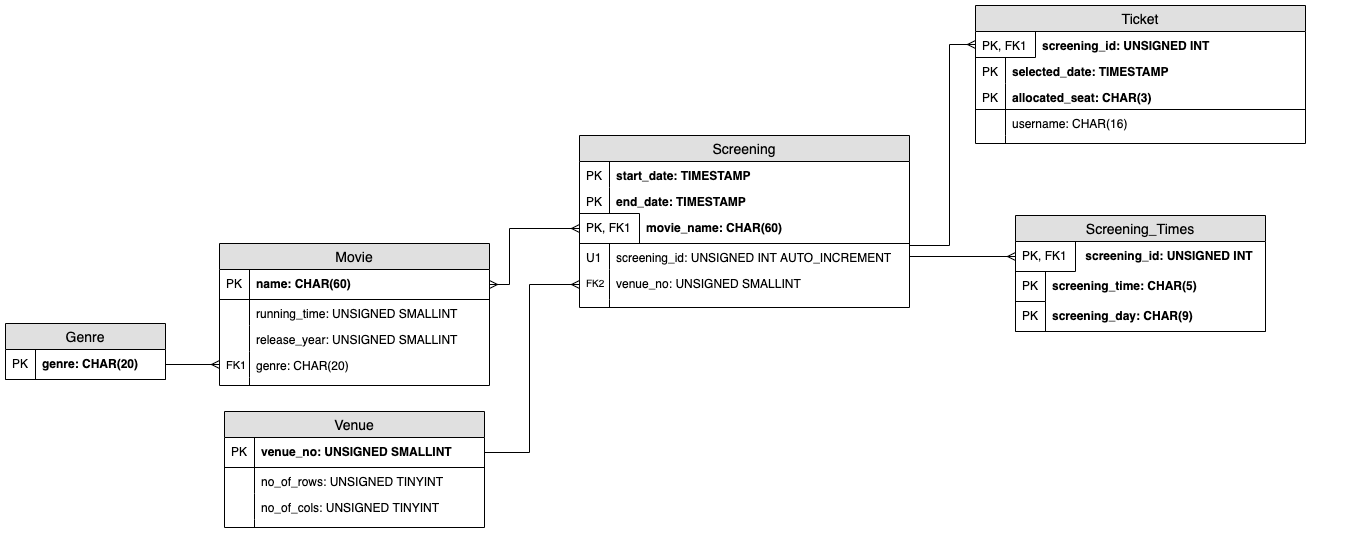 Ticket
PK, FK1 screening_id: UNSIGNED INT
PK selected_date: TIMESTAMP
PK allocated_seat: CHAR(3)
username: CHAR(16)
Screening
PK start_date: TIMESTAMP
PK end_date: TIMESTAMP
PK, FK1 movie_name: CHAR(60)
U1 screening_id: UNSIGNED INT AUTO_INCREMENT
FK2 venue_no: UNSIGNED SMALLINT
Screening_Times
PK, FK1 screening_id: UNSIGNED INT
PK screening_time: CHAR(5)
PK screening_day: CHAR(9)
Movie
PK name: CHAR(60)
running_time: UNSIGNED SMALLINT
release_year: UNSIGNED SMALLINT
FK1 genre: CHAR(20)
Genre
PK genre: CHAR(20)
Venue
PK venue_no: UNSIGNED SMALLINT
no_of_rows: UNSIGNED TINYINT
no_of_cols: UNSIGNED TINYINT